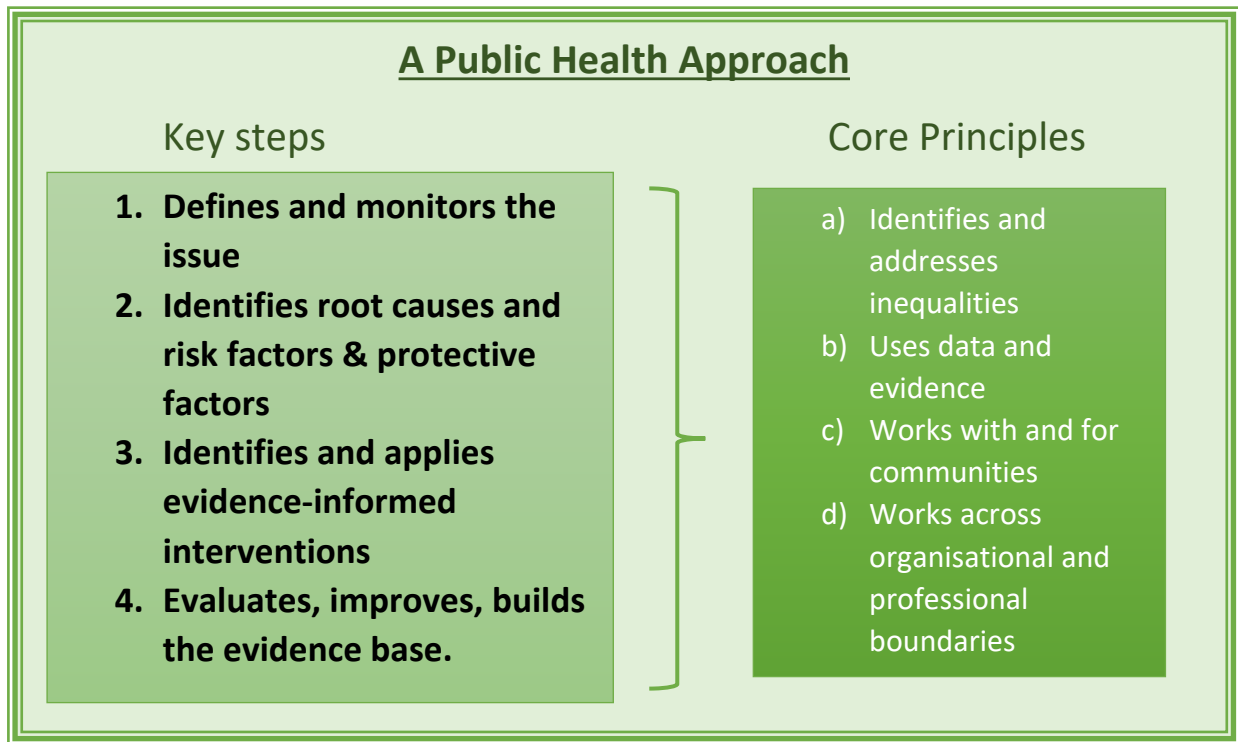 A Public Health Approach
Key steps
1. Defines and monitors the
issue
2. Identifies root causes and
risk factors & protective
factors
3. Identifies and applies
evidence-informed
interventions
4. Evaluates, improves, builds
the evidence base.
Core Principles
a) Identifies and
addresses
inequalities
b) Uses data and
evidence
c) Works with and for
communities
d) Works across
organisational and
professional
boundaries